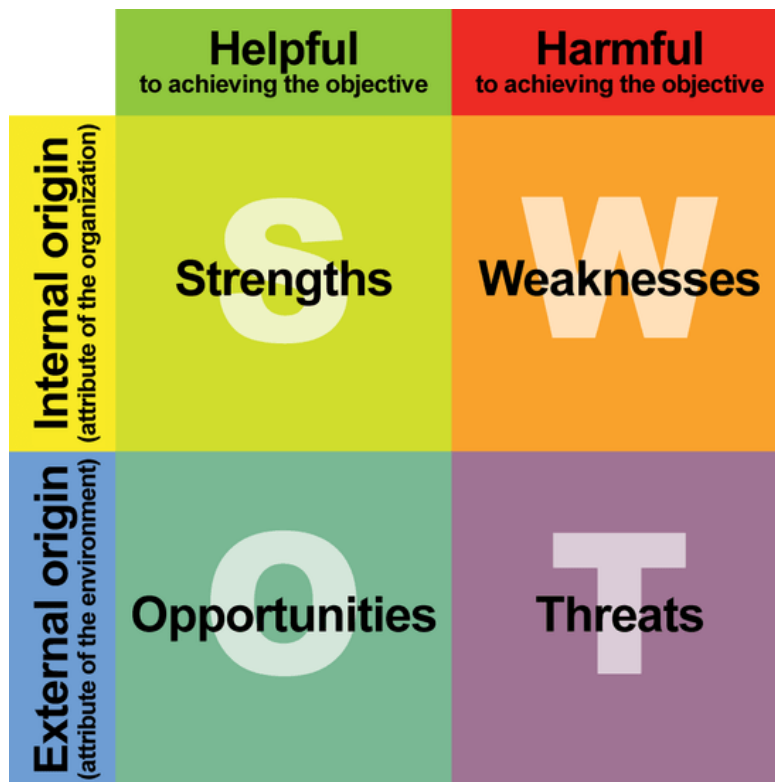 Helpful
to achieving the objective
Harmful
to achieving the objective
Internal origin
(attribute of the organization)
S
Strengths
W
Weaknesses
External origin
(attribute of the environment)
O
Opportunities
T
Threats